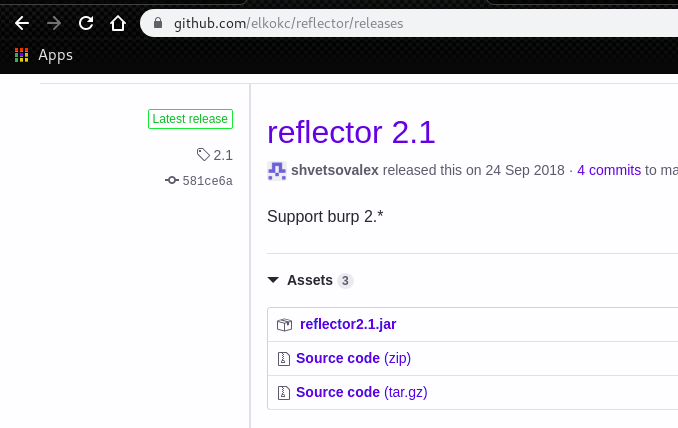 github.com/elkokc/reflector/releases
Apps
Latest release
2.1
581ce6a
reflector 2.1
shvetsovalex released this on 24 Sep 2018 · 4 commits to ma
Support burp 2.*
Assets 3
reflector2.1.jar
Source code (zip)
Source code (tar.gz)